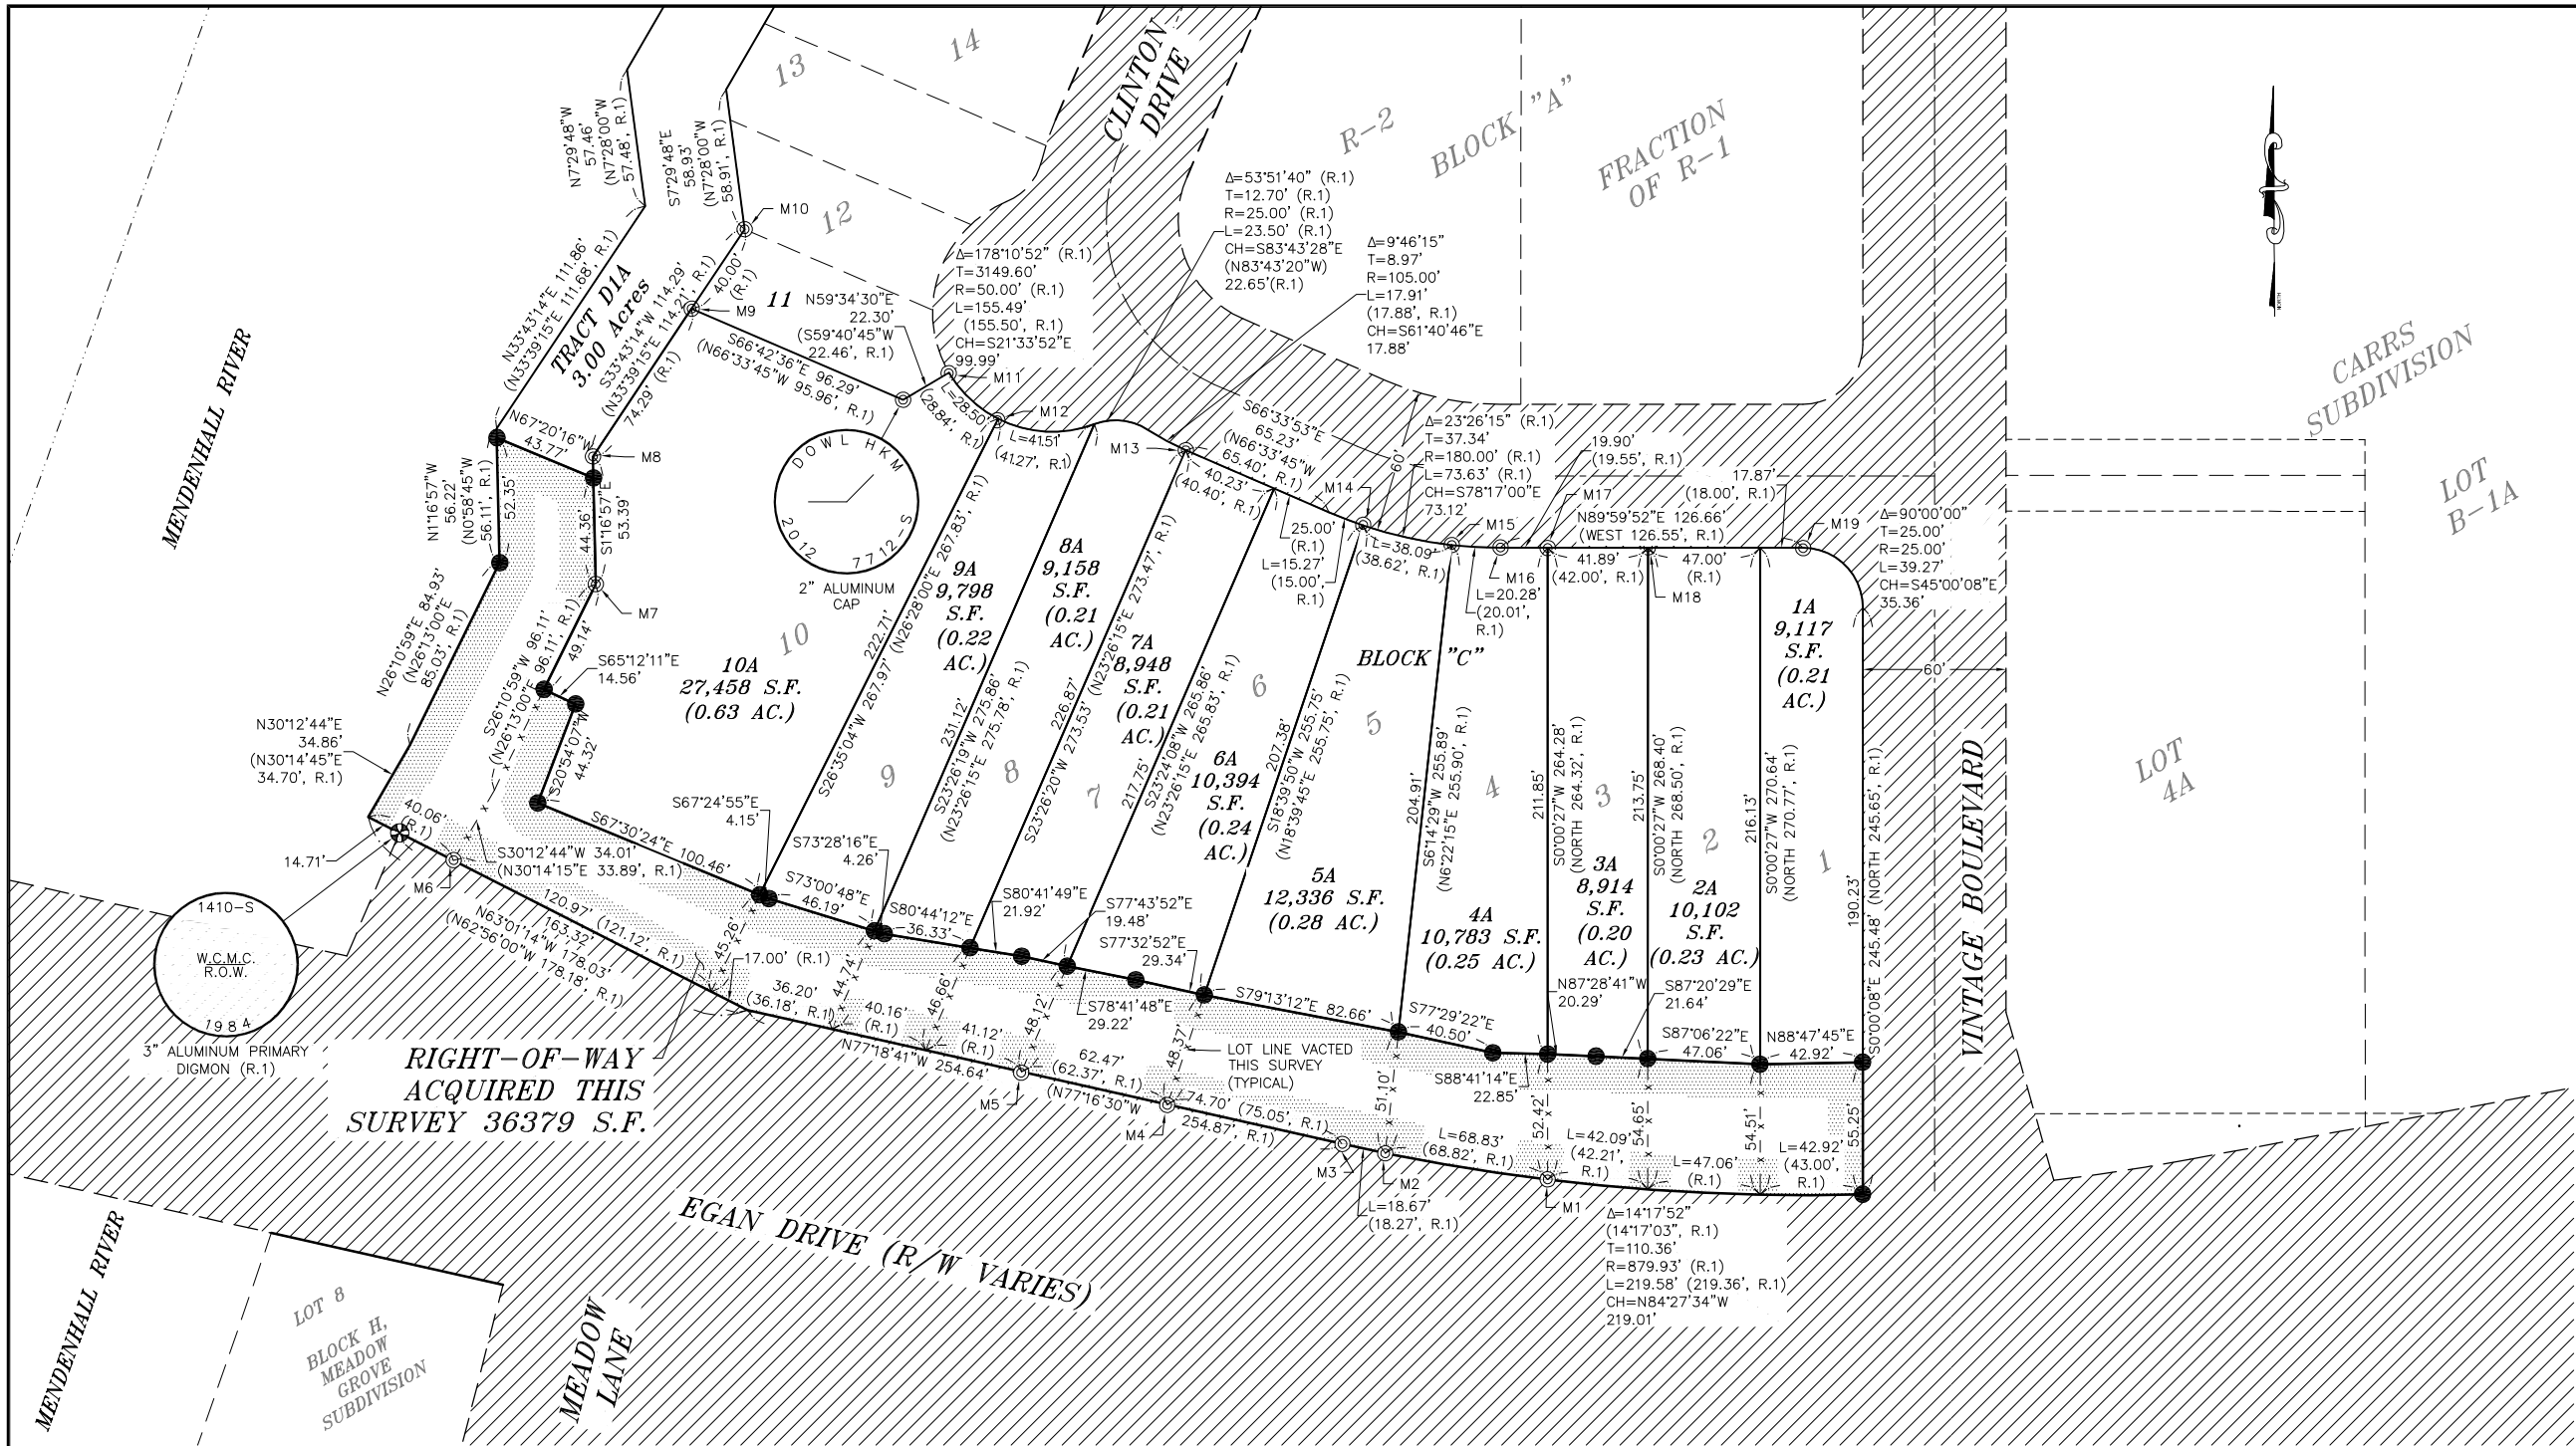 13
14
CLINTON
DRIVE
R-2
BLOCK "A"
FRACTION
OF R-1
N7°29'48"W
57.46'
(N7°28'00"W
57.48', R.1)
S7°29'48"E
58.93'
(N7°28'00"W
58.91', R.1)
M10
12
Δ=53°51'40" (R.1)
T=12.70' (R.1)
R=25.00' (R.1)
L=23.50' (R.1)
CH=S83°43'28"E
(N83°43'20"W)
22.65'(R.1)
Δ=9°46'15"
T=8.97'
R=105.00'
L=17.91'
(17.88', R.1)
CH=S61°40'46"E
17.88'
Δ=178°10'52" (R.1)
T=3149.60'
R=50.00' (R.1)
L=155.49'
(155.50', R.1)
CH=S21°33'52"E
99.99'
NORTH
N33°43'14"E 111.86'
(N33°39'15"E 111.68', R.1)
TRACT D1A
3.00 Acres
S33°43'14"W 114.29'
(N33°39'15"E 114.21', R.1)
74.29' (R.1)
40.00'
(R.1)
11
M9
N59°34'30"E
22.30'
(S59°40'45"W
22.46', R.1)
S66°42'36"E 96.29'
(N66°33'45"W 95.96', R.1)
M11
L=28.50'
(28.84', R.1)
M12
L=41.51'
(41.27', R.1)
M13
S66°33'53"E
65.23'
(N66°33'45"W
65.40', R.1)
40.23'
(40.40', R.1)
60'
Δ=23°26'15" (R.1)
T=37.34'
R=180.00' (R.1)
L=73.63' (R.1)
CH=S78°17'00"E
73.12'
19.90'
(19.55', R.1)
17.87'
(18.00', R.1)
M14
M17
M15
N89°59'52"E 126.66'
(WEST 126.55', R.1)
M19
Δ=90°00'00"
T=25.00'
R=25.00'
L=39.27'
CH=S45°00'08"E
35.36'
CARRS
SUBDIVISION
LOT
B-1A
MENDENHALL RIVER
N67°20'16"W
43.77'
M8
N1°16'57"W
56.22'
(N0°58'45"W
56.11', R.1)
52.35'
44.36'
S1°16'57"E
53.39'
M7
DOWL HKM
2012
7712-S
2" ALUMINUM
CAP
25.00'
(R.1)
L=15.27'
(15.00',
R.1)
L=38.09'
(38.62', R.1)
M16
L=20.28'
(20.01',
R.1)
41.89'
(42.00', R.1)
M18
47.00'
(R.1)
N26°10'59"E 84.93'
(N26°13'00"E
85.03', R.1)
S26°10'59"W 96.11'
(N26°13'00"E 96.11', R.1)
49.14'
S65°12'11"E
14.56'
S20°54'07"W
44.32'
10
10A
27,458 S.F.
(0.63 AC.)
222.71'
S26°35'04"W 267.97' (N26°28'00"E 267.83', R.1)
9A
9,798
S.F.
(0.22
AC.)
9
231.12'
S23°26'19"W 275.86'
(N23°26'15"E 275.78', R.1)
8A
9,158
S.F.
(0.21
AC.)
8
226.87'
S23°26'20"W 273.53' (N23°26'15"E 273.47', R.1)
7A
8,948
S.F.
(0.21
AC.)
7
217.75'
S23°24'08"W 265.86'
(N23°26'15"E 265.83', R.1)
6
6A
10,394
S.F.
(0.24
AC.)
207.38'
S18°39'50"W 255.75'
(N18°39'45"E 255.75', R.1)
5
BLOCK "C"
5A
12,336 S.F.
(0.28 AC.)
204.91'
S6°14'29"W 255.89'
(N6°22'15"E 255.90', R.1)
4
4A
10,783 S.F.
(0.25 AC.)
211.85'
S0°00'27"W 264.28'
(NORTH 264.32', R.1)
3
3A
8,914
S.F.
(0.20
AC.)
213.75'
S0°00'27"W 268.40'
(NORTH 268.50', R.1)
2
2A
10,102
S.F.
(0.23 AC.)
216.13'
S0°00'27"W 270.64'
(NORTH 270.77', R.1)
1
1A
9,117
S.F.
(0.21
AC.)
190.23'
S0°00'08"E 245.48' (NORTH 245.65', R.1)
60'
VINTAGE BOULEVARD
LOT
4A
N30°12'44"E
34.86'
(N30°14'45"E
34.70', R.1)
40.06'
(R.1)
14.71'
M6
S30°12'44"W 34.01'
(N30°14'15"E 33.89', R.1)
S67°30'24"E 100.46'
S67°24'55"E
4.15'
S73°00'48"E
46.19'
S73°28'16"E
4.26'
S80°44'12"E
36.33'
S80°41'49"E
21.92'
S77°43'52"E
19.48'
S78°41'48"E
29.22'
S77°32'52"E
29.34'
S79°13'12"E 82.66'
S77°29'22"E
40.50'
N87°28'41"W
20.29'
S88°41'14"E
22.85'
S87°20'29"E
21.64'
S87°06'22"E
47.06'
N88°47'45"E
42.92'
1410-S
W.C.M.C.
R.O.W.
1984
3" ALUMINUM PRIMARY
DIGMON (R.1)
120.97' (121.12', R.1)
163.32'
N63°01'14"W 178.03'
(N62°56'00"W 178.18', R.1)
45.26'
17.00' (R.1)
36.20'
(36.18', R.1)
44.74'
40.16'
(R.1)
46.66'
41.12'
(R.1)
48.12'
62.47'
(62.37', R.1)
48.37'
LOT LINE VACTED
THIS SURVEY
(TYPICAL)
N77°18'41"W 254.64'
(N77°16'30"W
254.87', R.1)
M5
M4
74.70' (75.05', R.1)
M3
51.10'
M2
L=18.67'
(18.27', R.1)
L=68.83'
(68.82', R.1)
52.42'
M1
L=42.09'
(42.21',
R.1)
54.65'
L=47.06'
(R.1)
54.51'
L=42.92'
(43.00',
R.1)
55.25'
RIGHT-OF-WAY
ACQUIRED THIS
SURVEY 36379 S.F.
Δ=14°17'52"
(14°17'03", R.1)
T=110.36'
R=879.93' (R.1)
L=219.58' (219.36', R.1)
CH=N84°27'34"W
219.01'
EGAN DRIVE (R/W VARIES)
MENDENHALL RIVER
LOT 8
BLOCK H,
MEADOW
GROVE
SUBDIVISION
MEADOW
LANE